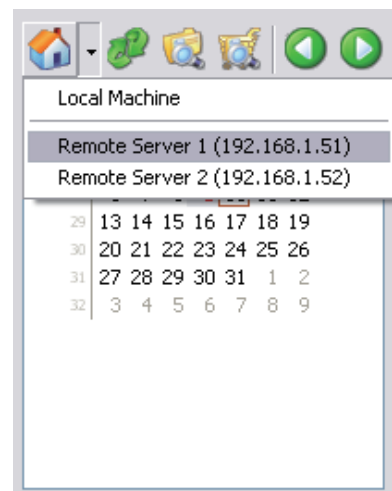 Local Machine
Remote Server 1 (192.168.1.51)
Remote Server 2 (192.168.1.52)
29 13 14 15 16 17 18 19
30 20 21 22 23 24 25 26
31 27 28 29 30 31 1 2
32 3 4 5 6 7 8 9